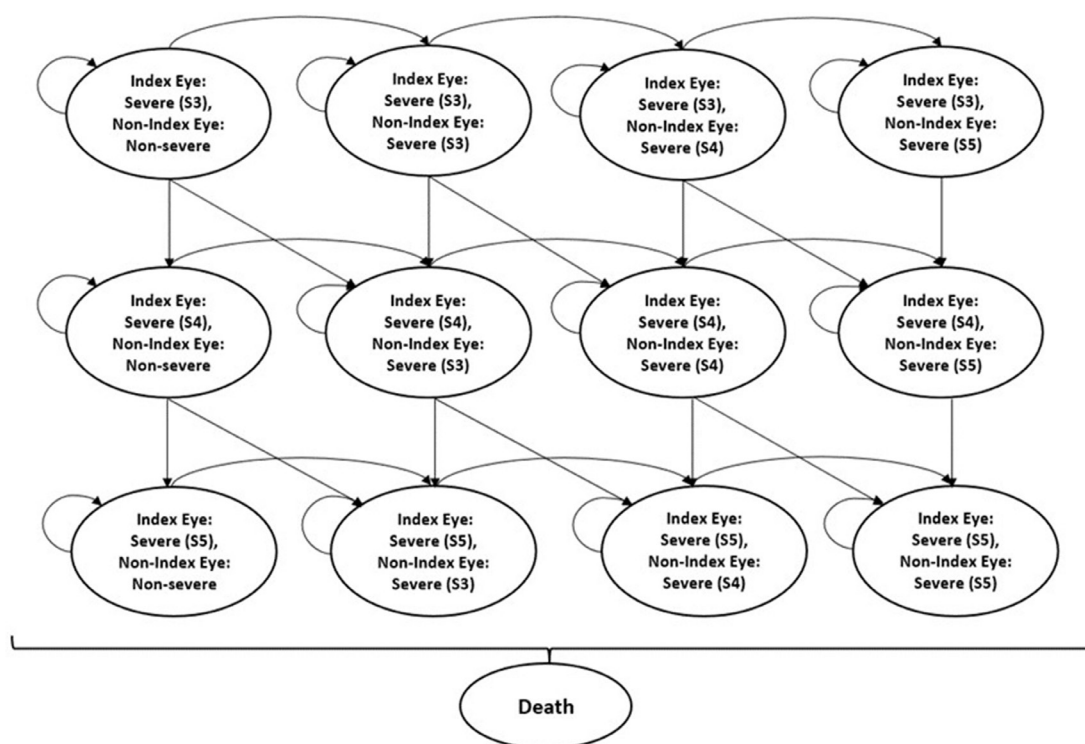 Index Eye:
Severe (S3),
Non-Index Eye:
Non-severe
Index Eye:
Severe (S3),
Non-Index Eye:
Severe (S3)
Index Eye:
Severe (S3),
Non-Index Eye:
Severe (S4)
Index Eye:
Severe (S3),
Non-Index Eye:
Severe (S5)
Index Eye:
Severe (S4),
Non-Index Eye:
Non-severe
Index Eye:
Severe (S4),
Non-Index Eye:
Severe (S3)
Index Eye:
Severe (S4),
Non-Index Eye:
Severe (S4)
Index Eye:
Severe (S4),
Non-Index Eye:
Severe (S5)
Index Eye:
Severe (S5),
Non-Index Eye:
Non-severe
Index Eye:
Severe (S5),
Non-Index Eye:
Severe (S3)
Index Eye:
Severe (S5),
Non-Index Eye:
Severe (S4)
Index Eye:
Severe (S5),
Non-Index Eye:
Severe (S5)
Death